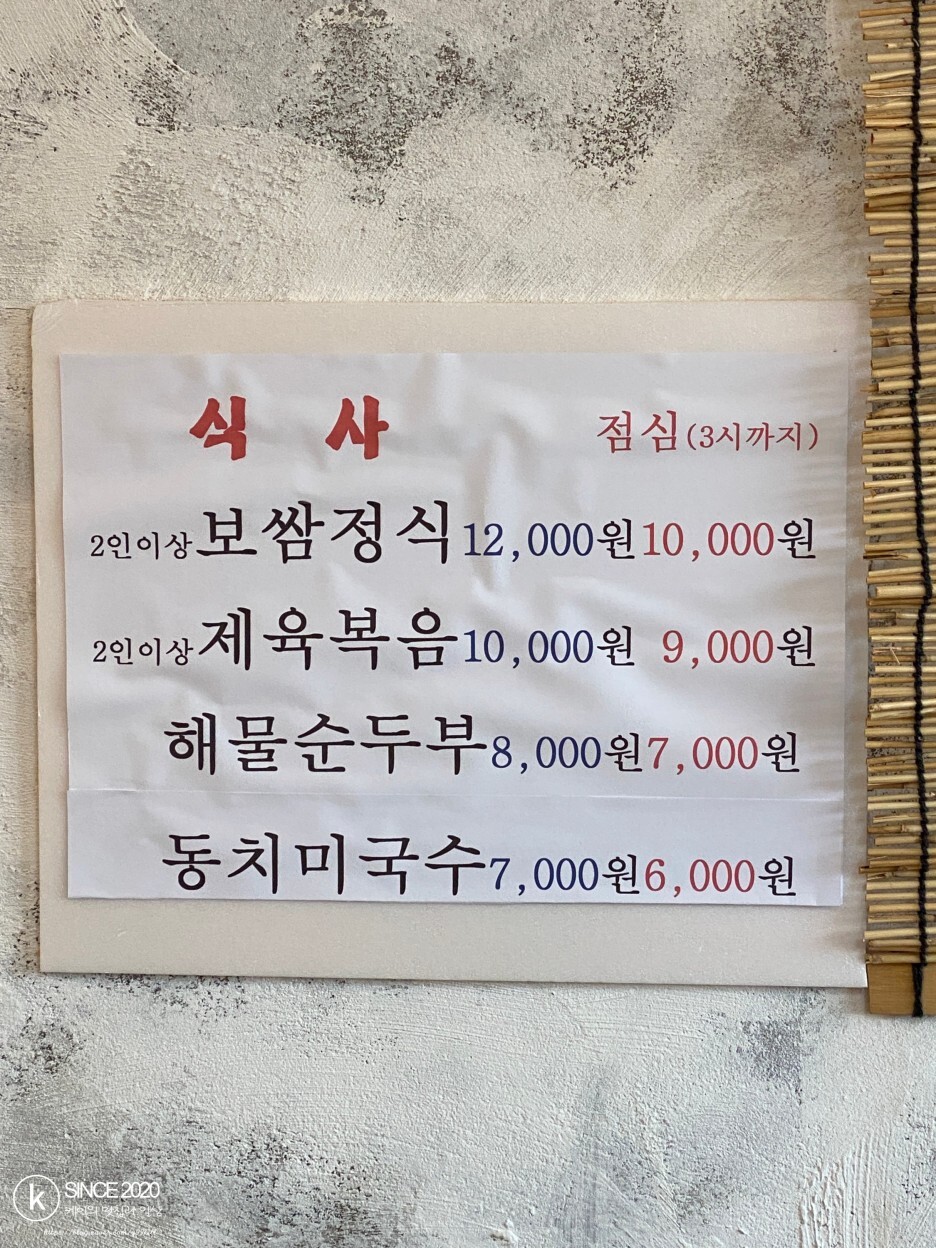 식 사 점심(3시까지)
2인이상 보쌈정식 12,000원 10,000원
2인이상 제육볶음 10,000원 9,000원
해물순두부 8,000원 7,000원
동치미국수 7,000원 6,000원
k SINCE 2020